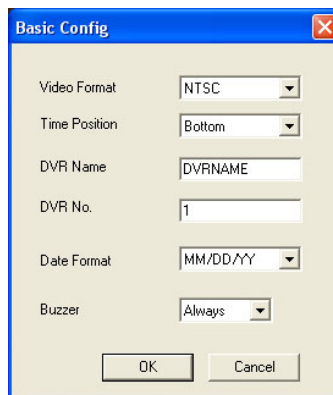 Basic Config
Video Format NTSC
Time Position Bottom
DVR Name DVRNAME
DVR No. 1
Date Format MM/DD/YY
Buzzer Always
OK Cancel